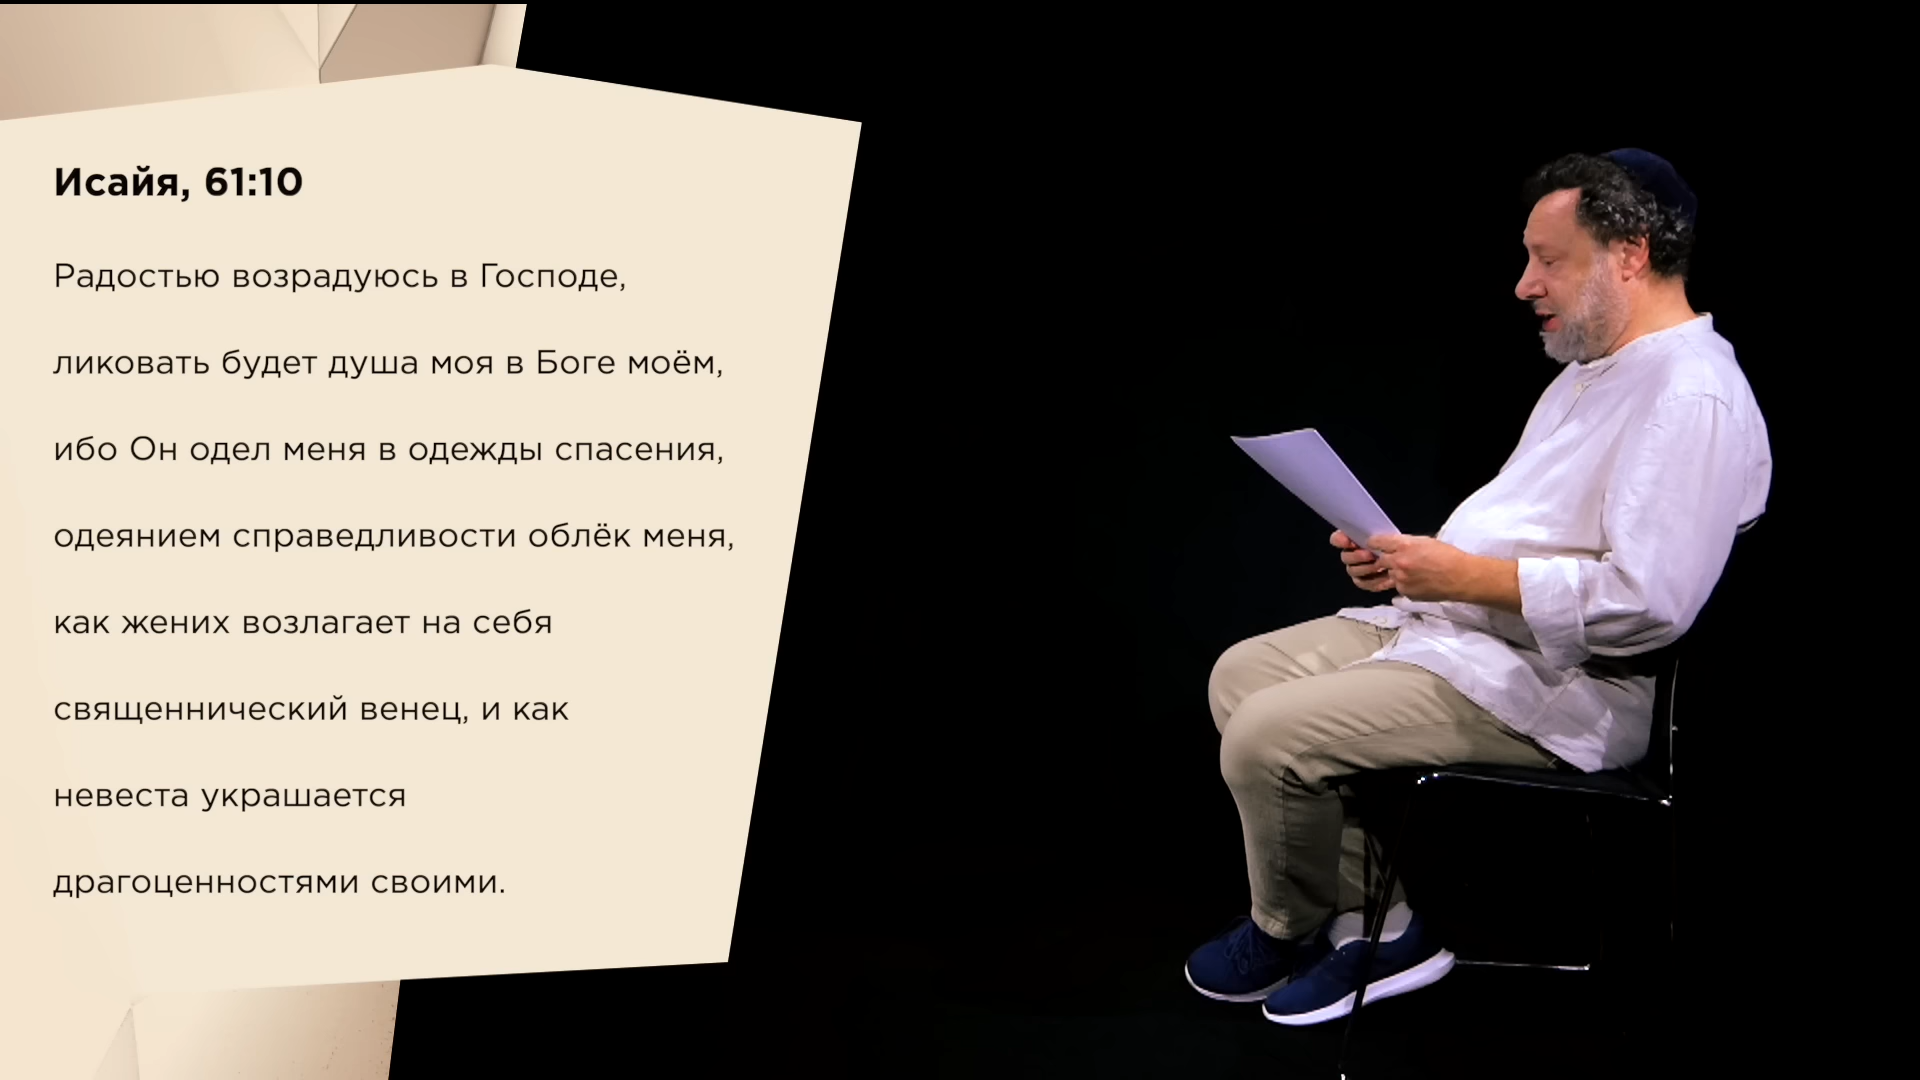 Исайя, 61:10
Радостью возрадуюсь в Господе,
ликовать будет душа моя в Боге моём,
ибо Он одел меня в одежды спасения,
одеянием справедливости облёк меня,
как жених возлагает на себя
священнический венец, и как
невеста украшается
драгоценностями своими.